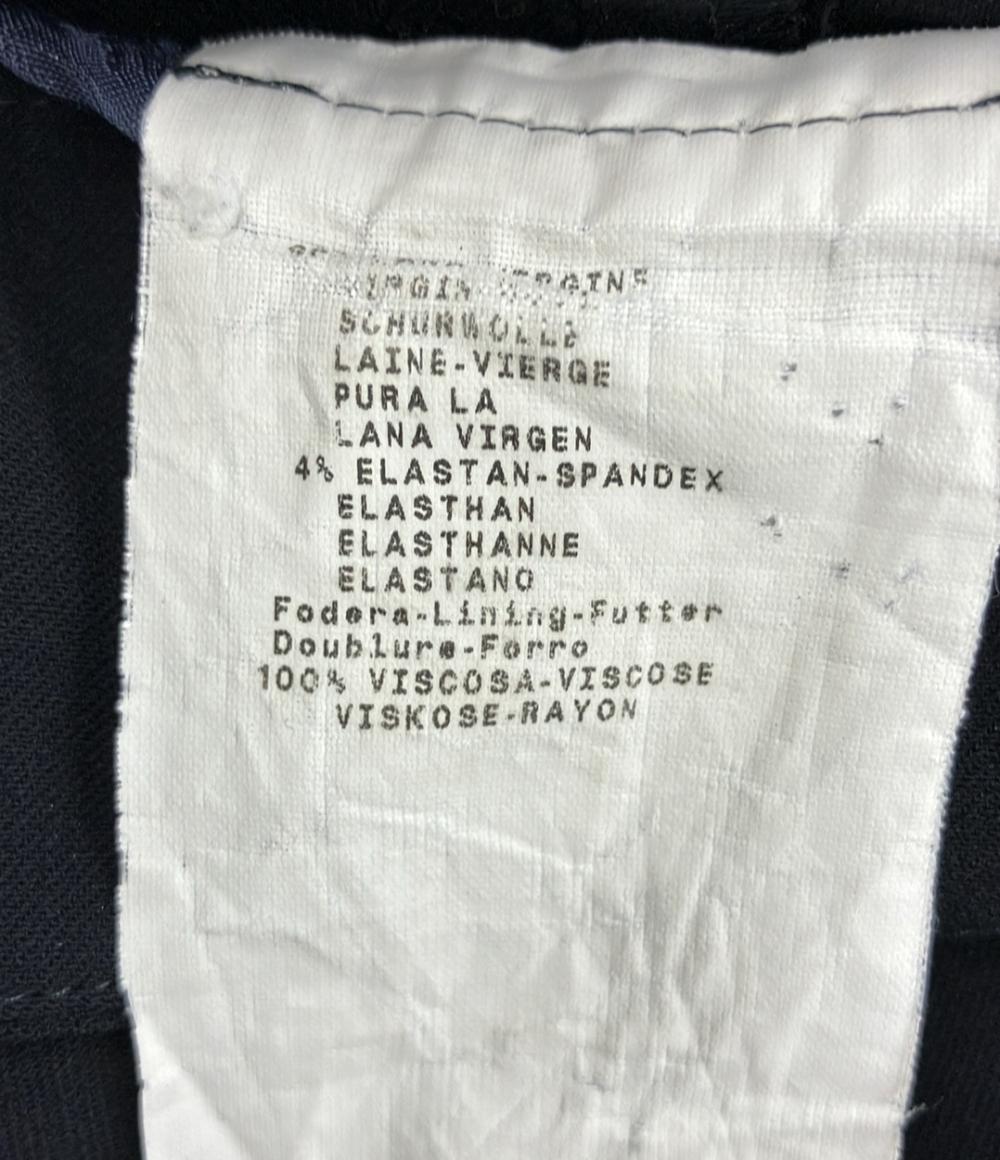 VIRGIN
SCHURWOLLE
LAINE-VIERGE
PURA LA
LANA VIRGEN
4% ELASTAN-SPANDEX
ELASTHAN
ELASTHANNE
ELASTANO
Fodera-Lining-Futter
Doublure-Forro
100% VISCOSA-VISCOSE
VISKOSE-RAYON